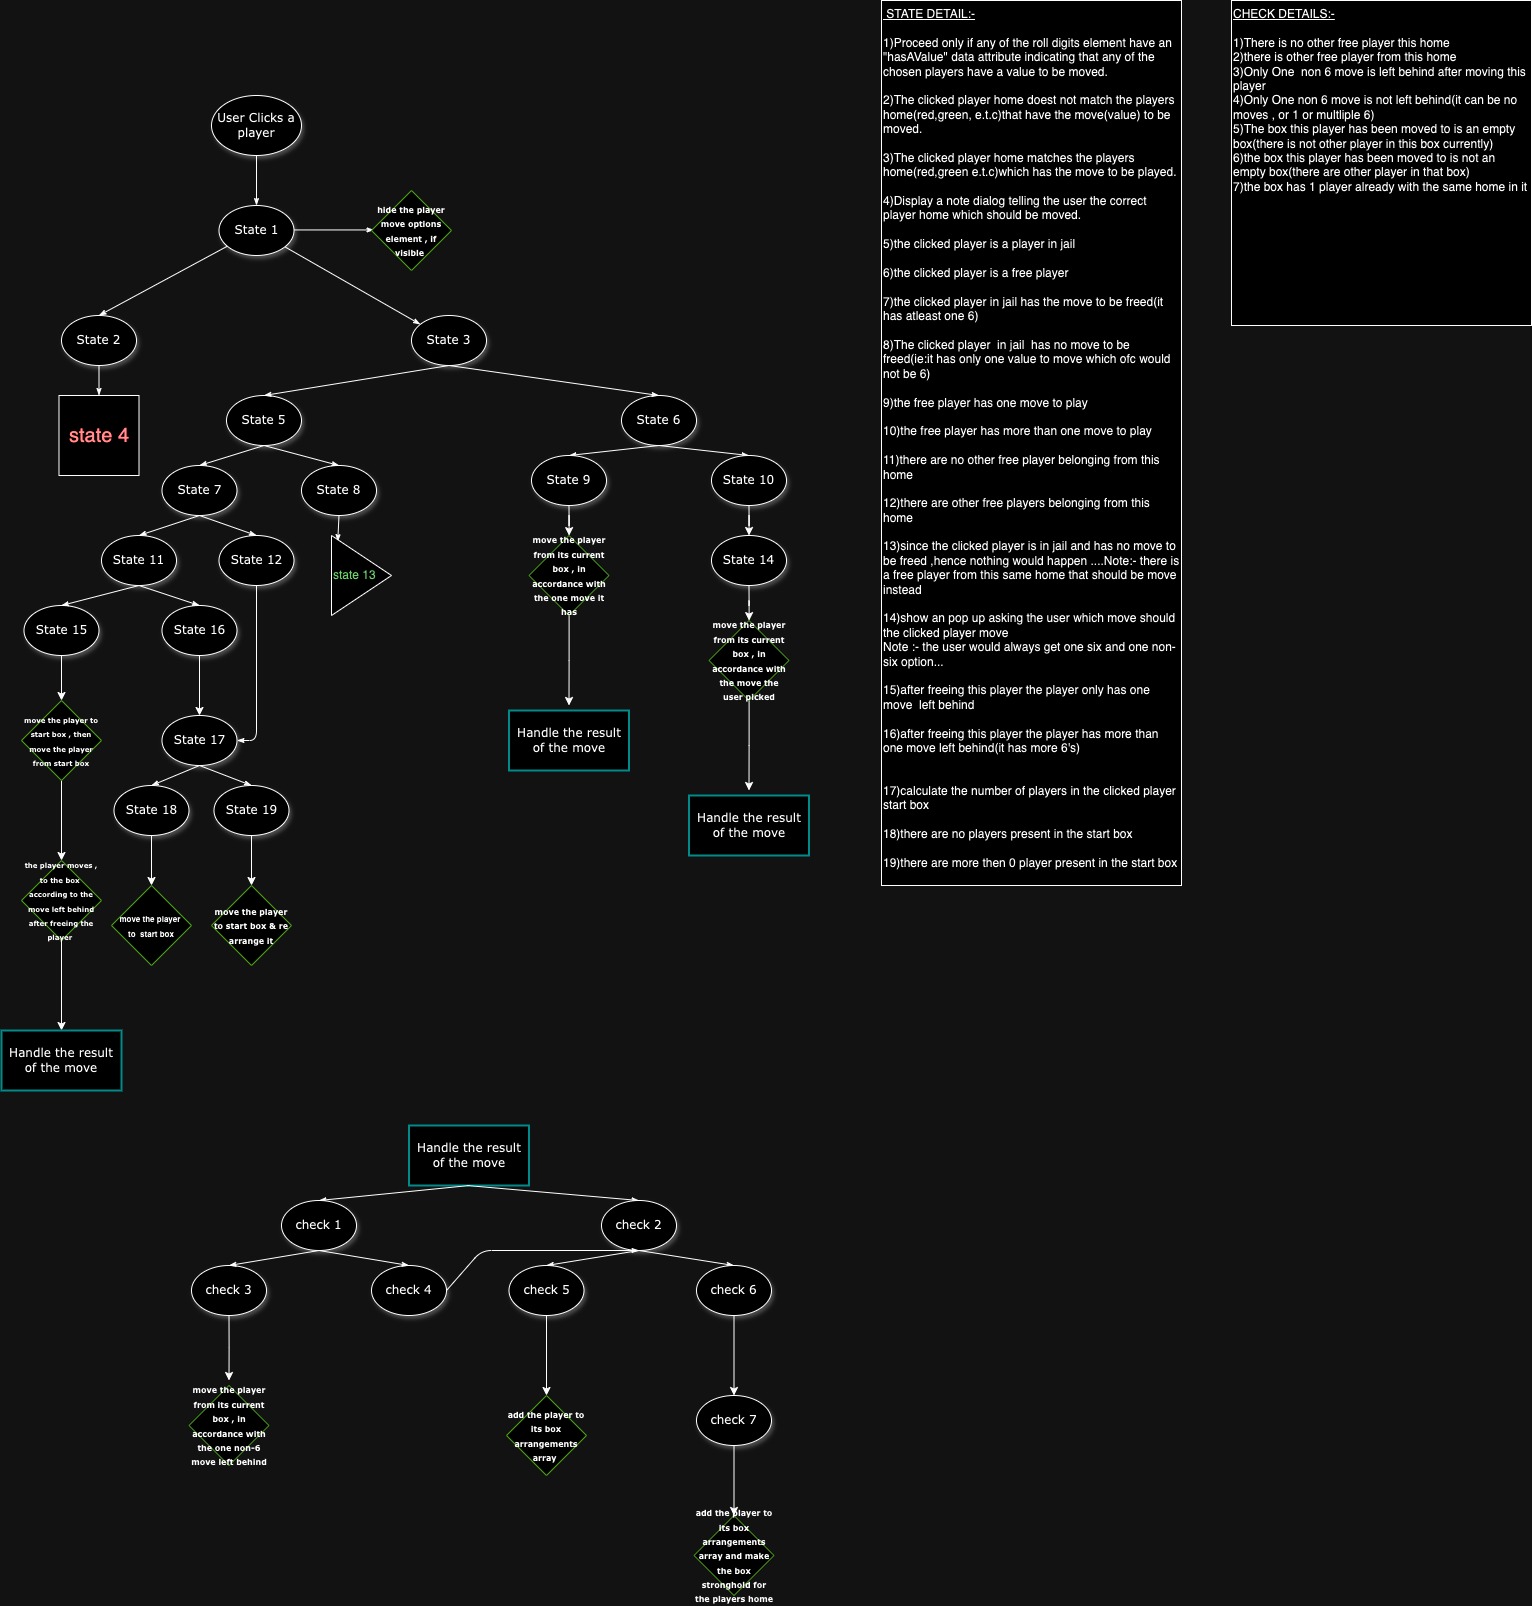 User Clicks a
player
State 1
hide the player
move options
element , if
visible
State 2
State 3
state 4
State 5
State 6
State 7
State 8
State 9
State 10
State 11
State 12
state 13
move the player
from its current
box , in
accordance with
the one move it
has
State 14
State 15
State 16
move the player
from its current
box , in
accordance with
the move the
user picked
move the player to
start box , then
move the player
from start box
State 17
Handle the result
of the move
Handle the result
of the move
State 18
State 19
the player moves ,
to the box
according to the
move left behind
after freeing the
player
move the player
to start box
move the player
to start box & re
arrange it
Handle the result
of the move
Handle the result
of the move
check 1
check 2
check 3
check 4
check 5
check 6
move the player
from its current
box , in
accordance with
the one non-6
move left behind
add the player to
its box
arrangements
array
check 7
add the player to
its box
arrangements
array and make
the box
stronghold for
the players home
STATE DETAIL:-
1)Proceed only if any of the roll digits element have an
"hasAValue" data attribute indicating that any of the
chosen players have a value to be moved.
2)The clicked player home doest not match the players
home(red,green, e.t.c)that have the move(value) to be
moved.
3)The clicked player home matches the players
home(red,green e.t.c)which has the move to be played.
4)Display a note dialog telling the user the correct
player home which should be moved.
5)the clicked player is a player in jail
6)the clicked player is a free player
7)the clicked player in jail has the move to be freed(it
has atleast one 6)
8)The clicked player in jail has no move to be
freed(ie:it has only one value to move which ofc would
not be 6)
9)the free player has one move to play
10)the free player has more than one move to play
11)there are no other free player belonging from this
home
12)there are other free players belonging from this
home
13)since the clicked player is in jail and has no move to
be freed ,hence nothing would happen ....Note:- there is
a free player from this same home that should be move
instead
14)show an pop up asking the user which move should
the clicked player move
Note :- the user would always get one six and one non-
six option...
15)after freeing this player the player only has one
move left behind
16)after freeing this player the player has more than
one move left behind(it has more 6's)
17)calculate the number of players in the clicked player
start box
18)there are no players present in the start box
19)there are more then 0 player present in the start box
CHECK DETAILS:-
1)There is no other free player this home
2)there is other free player from this home
3)Only One non 6 move is left behind after moving this
player
4)Only One non 6 move is not left behind(it can be no
moves , or 1 or multliple 6)
5)The box this player has been moved to is an empty
box(there is not other player in this box currently)
6)the box this player has been moved to is not an
empty box(there are other player in that box)
7)the box has 1 player already with the same home in it